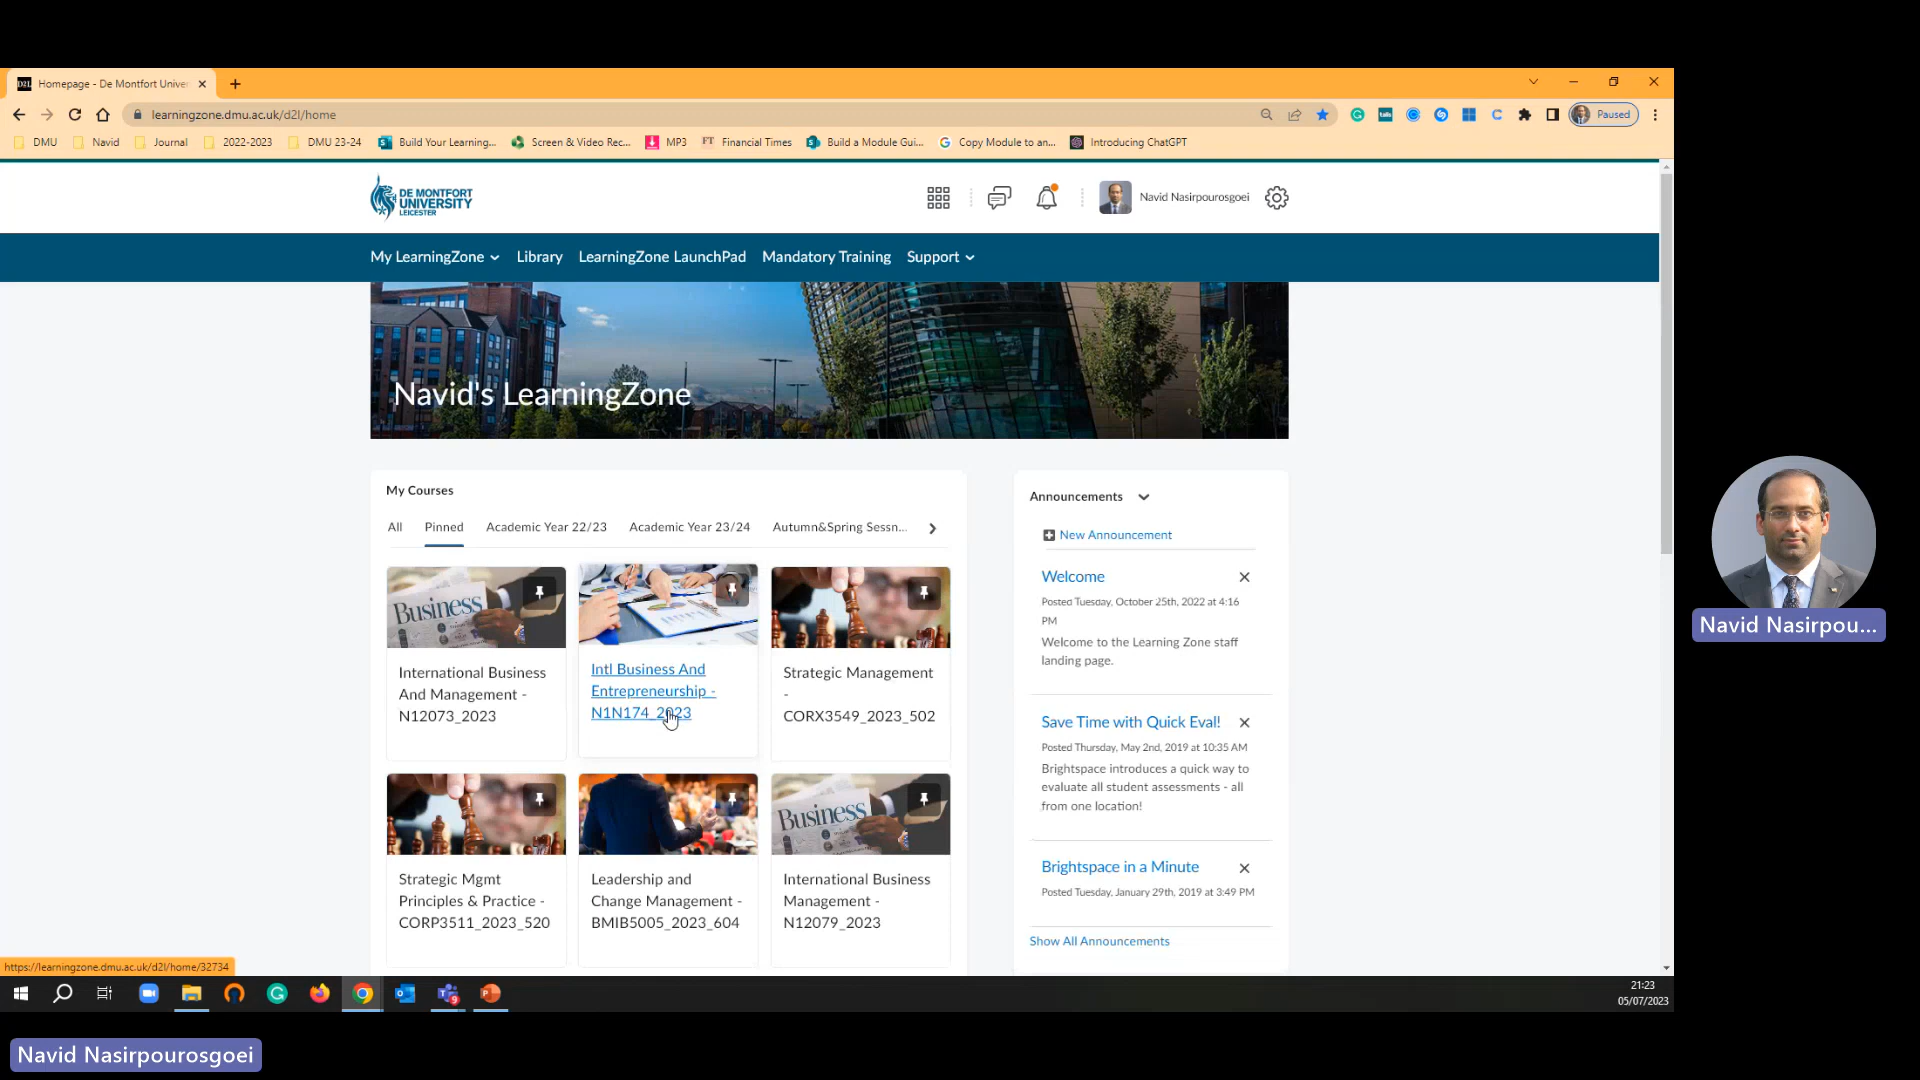 Homepage - De Montfort Univer
learningzone.dmu.ac.uk/d2l/home
Paused
DMU
Navid
Journal
2022-2023
DMU 23-24
Build Your Learning...
Screen & Video Rec...
MP3
FT Financial Times
Build a Module Gui...
Copy Module to an...
Introducing ChatGPT
DE MONTFORT
UNIVERSITY
LEICESTER
Navid Nasirpourosgoei
My LearningZone
Library
LearningZone LaunchPad
Mandatory Training
Support
Navid's LearningZone
My Courses
All
Pinned
Academic Year 22/23
Academic Year 23/24
Autumn&Spring Sessn...
Business
International Business
And Management -
N12073_2023
Intl Business And
Entrepreneurship -
N1N174_2023
Strategic Management
-
CORX3549_2023_502
Strategic Mgmt
Principles & Practice -
CORP3511_2023_520
Leadership and
Change Management -
BMIB5005_2023_604
Business
International Business
Management -
N12079_2023
Announcements
New Announcement
Welcome
Posted Tuesday, October 25th, 2022 at 4:16
PM
Welcome to the Learning Zone staff
landing page.
Save Time with Quick Eval!
Posted Thursday, May 2nd, 2019 at 10:35 AM
Brightspace introduces a quick way to
evaluate all student assessments - all
from one location!
Brightspace in a Minute
Posted Tuesday, January 29th, 2019 at 3:49 PM
Show All Announcements
https://learningzone.dmu.ac.uk/d2l/home/32734
21:23
05/07/2023
Navid Nasirpou...
Navid Nasirpourosgoei